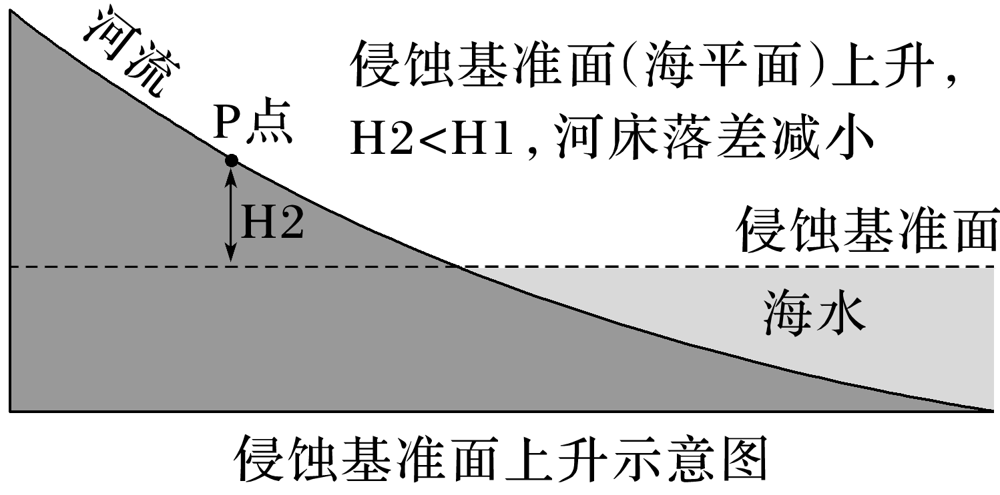 河流
侵蚀基准面(海平面)上升,
P点
H2<H1,河床落差减小
H2
侵蚀基准面
海水
侵蚀基准面上升示意图